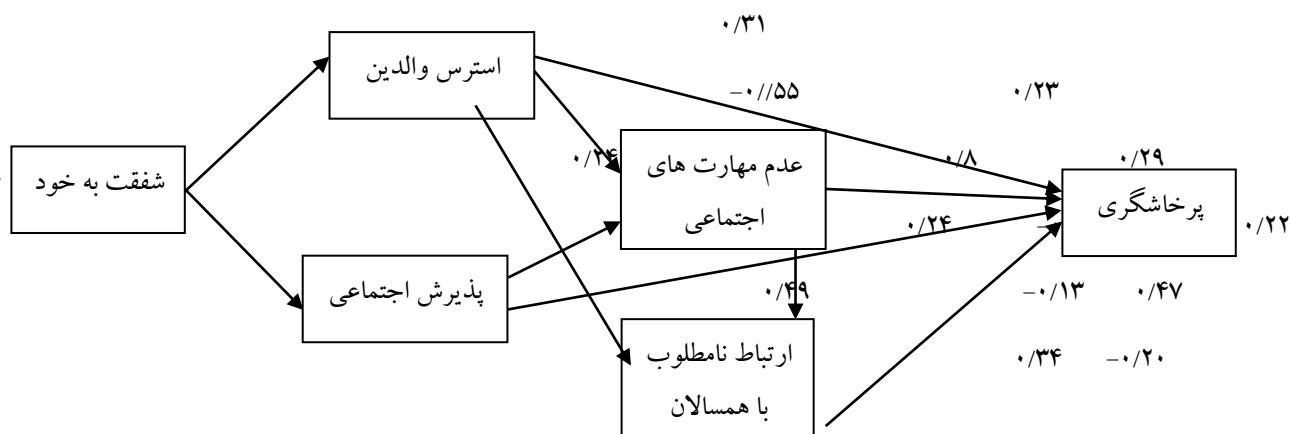 ۰/۳۱
استرس والدین
–۰//۵۵
۰/۲۳
۰/۲۴
عدم مهارت های
اجتماعی
۰/۸
۰/۲۹
شفقت به خود
پرخاشگری
۰/۲۴
–
۰/۲۲
پذیرش اجتماعی
۰/۴۹
–۰/۱۳
۰/۴۷
ارتباط نامطلوب
با همسالان
۰/۳۴
–۰/۲۰